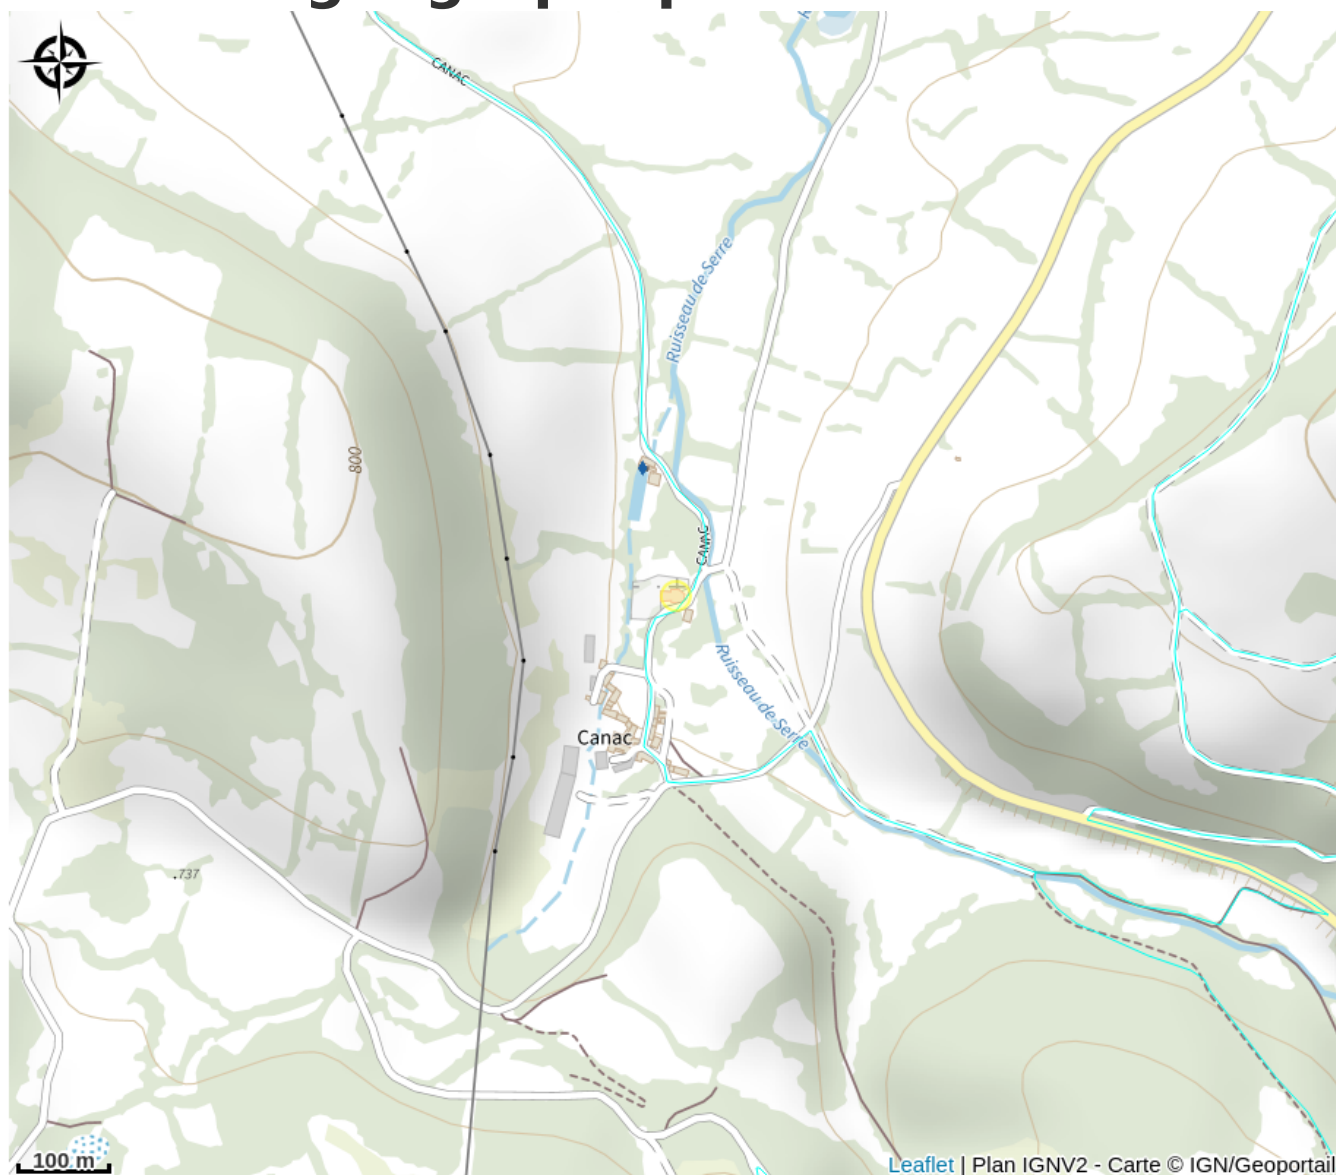 CANAC
Ruisseau de Serre
800
CANAC
Ruisseau de Serre
Canac
737
100 m
Leaflet | Plan IGNV2 - Carte © IGN/Geoportail